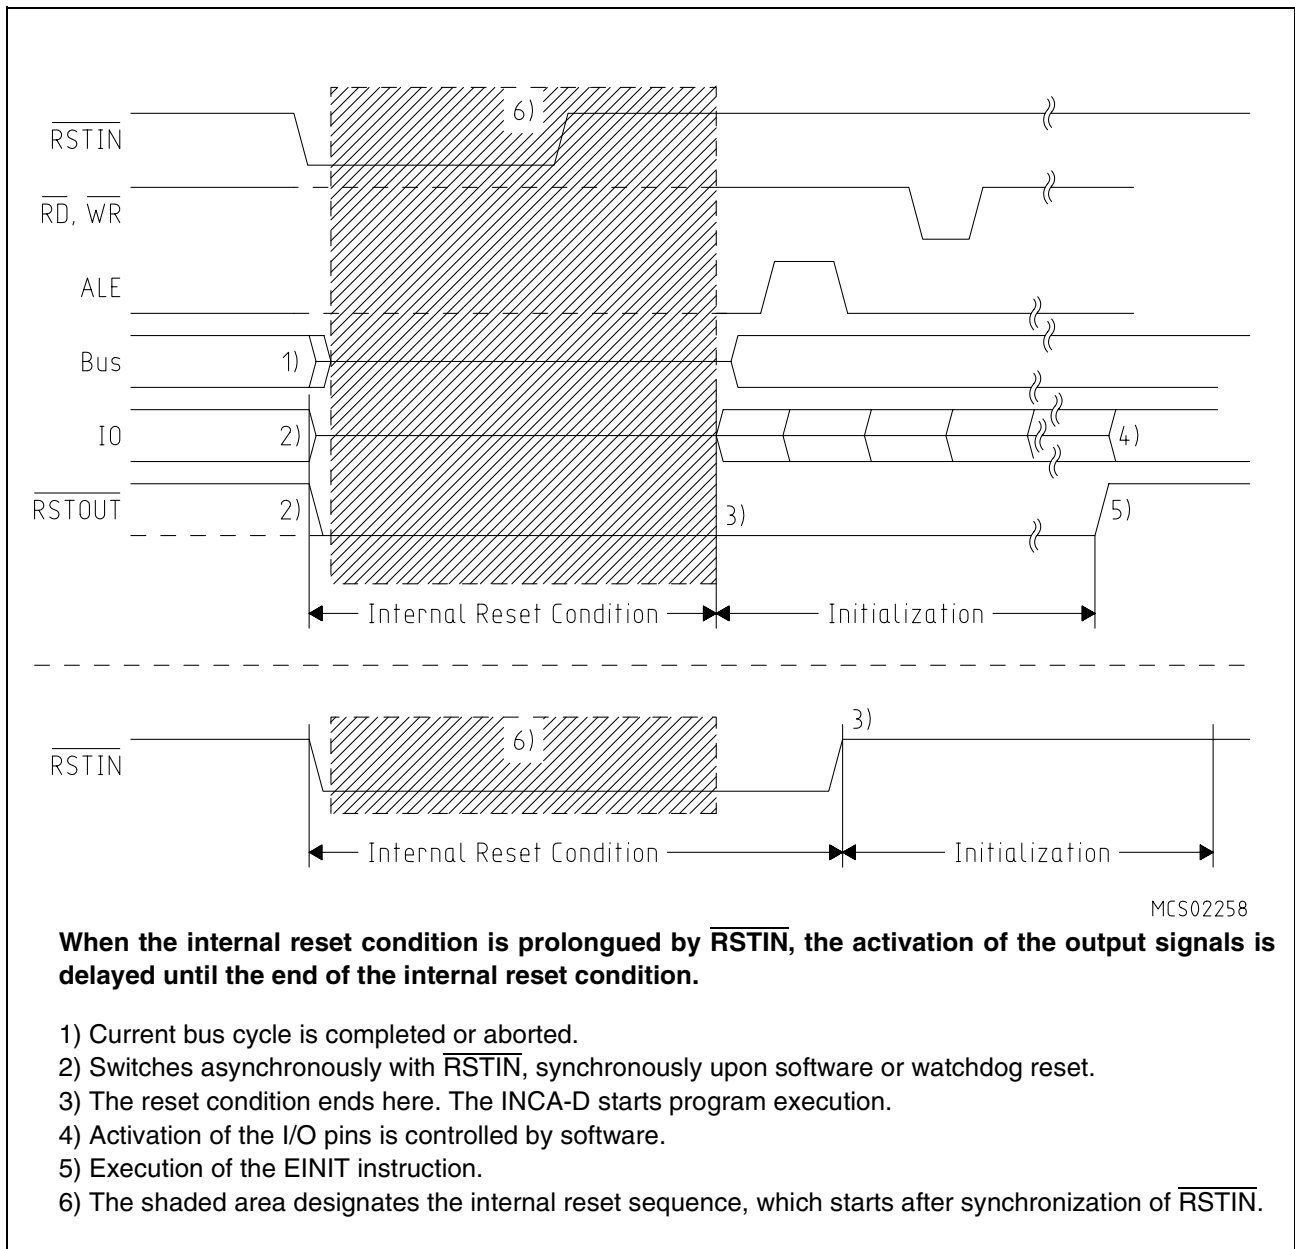 6)
RSTIN
RD, WR
ALE
Bus 1)
IO 2) 4)
RSTOUT 2) 3) 5)
Internal Reset Condition Initialization
3)
6)
RSTIN
Internal Reset Condition Initialization
MCS02258
When the internal reset condition is prolongued by RSTIN, the activation of the output signals is
delayed until the end of the internal reset condition.
1) Current bus cycle is completed or aborted.
2) Switches asynchronously with RSTIN, synchronously upon software or watchdog reset.
3) The reset condition ends here. The INCA-D starts program execution.
4) Activation of the I/O pins is controlled by software.
5) Execution of the EINIT instruction.
6) The shaded area designates the internal reset sequence, which starts after synchronization of RSTIN.